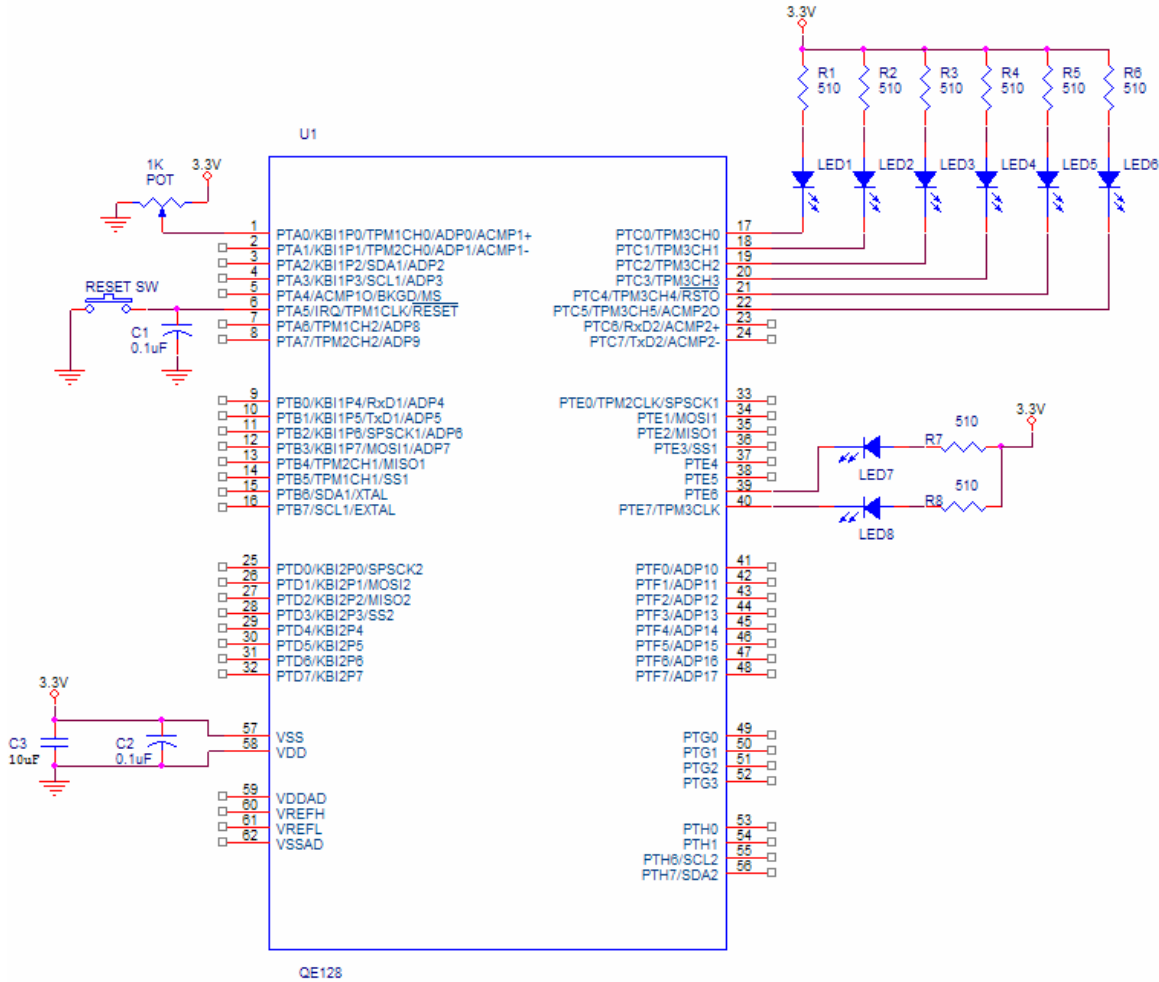 3.3V
R1 510
R2 510
R3 510
R4 510
R5 510
R6 510
LED1
LED2
LED3
LED4
LED5
LED6
U1
1K POT
3.3V
1 PTA0/KBI1P0/TPM1CH0/ADP0/ACMP1+
2 PTA1/KBI1P1/TPM2CH0/ADP1/ACMP1-
3 PTA2/KBI1P2/SDA1/ADP2
4 PTA3/KBI1P3/SCL1/ADP3
5 PTA4/ACMP1O/BKGD/MS
6 PTA5/IRQ/TPM1CLK/RESET
7 PTA6/TPM1CH2/ADP8
8 PTA7/TPM2CH2/ADP9
RESET SW
C1
0.1uF
PTC0/TPM3CH0 17
PTC1/TPM3CH1 18
PTC2/TPM3CH2 19
PTC3/TPM3CH3 20
PTC4/TPM3CH4/RSTO 21
PTC5/TPM3CH5/ACMP2O 22
PTC6/RxD2/ACMP2+ 23
PTC7/TxD2/ACMP2- 24
9 PTB0/KBI1P4/RxD1/ADP4
10 PTB1/KBI1P5/TxD1/ADP5
11 PTB2/KBI1P6/SPSCK1/ADP6
12 PTB3/KBI1P7/MOSI1/ADP7
13 PTB4/TPM2CH1/MISO1
14 PTB5/TPM1CH1/SS1
15 PTB6/SDA1/XTAL
16 PTB7/SCL1/EXTAL
PTE0/TPM2CLK/SPSCK1 33
PTE1/MOSI1 34
PTE2/MISO1 35
PTE3/SS1 36
PTE4 37
PTE5 38
PTE6 39
PTE7/TPM3CLK 40
3.3V
R7 510
LED7
R8 510
LED8
25 PTD0/KBI2P0/SPSCK2
26 PTD1/KBI2P1/MOSI2
27 PTD2/KBI2P2/MISO2
28 PTD3/KBI2P3/SS2
29 PTD4/KBI2P4
30 PTD5/KBI2P5
31 PTD6/KBI2P6
32 PTD7/KBI2P7
PTF0/ADP10 41
PTF1/ADP11 42
PTF2/ADP12 43
PTF3/ADP13 44
PTF4/ADP14 45
PTF5/ADP15 46
PTF6/ADP16 47
PTF7/ADP17 48
3.3V
C3
10uF
C2
0.1uF
57 VSS
58 VDD
59 VDDAD
60 VREFH
61 VREFL
62 VSSAD
PTG0 49
PTG1 50
PTG2 51
PTG3 52
PTH0 53
PTH1 54
PTH6/SCL2 55
PTH7/SDA2 56
QE128